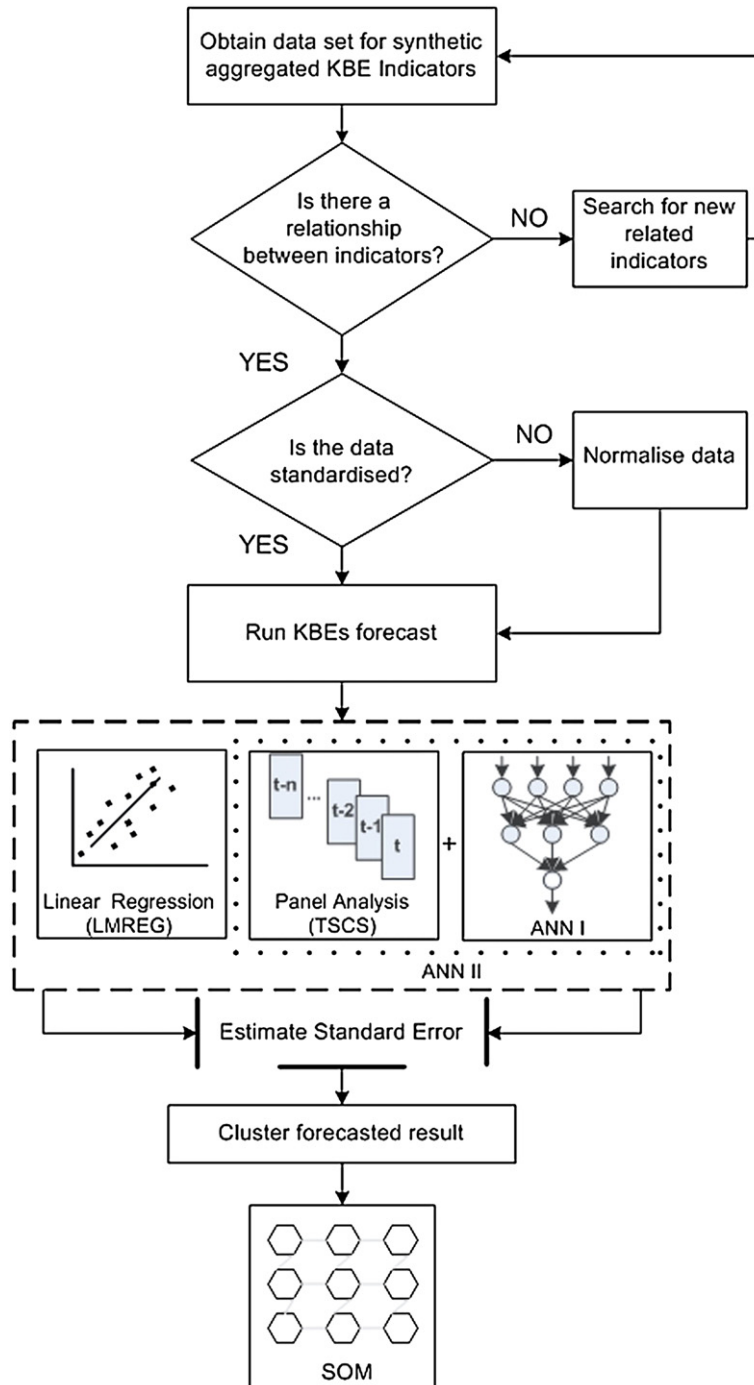 Obtain data set for synthetic
aggregated KBE Indicators
Is there a
relationship
between indicators?
NO
Search for new
related
indicators
YES
Is the data
standardised?
NO
Normalise data
YES
Run KBEs forecast
t-n
...
t-2
t-1
t
+
Linear Regression
(LMREG)
Panel Analysis
(TSCS)
ANN I
ANN II
Estimate Standard Error
Cluster forecasted result
SOM